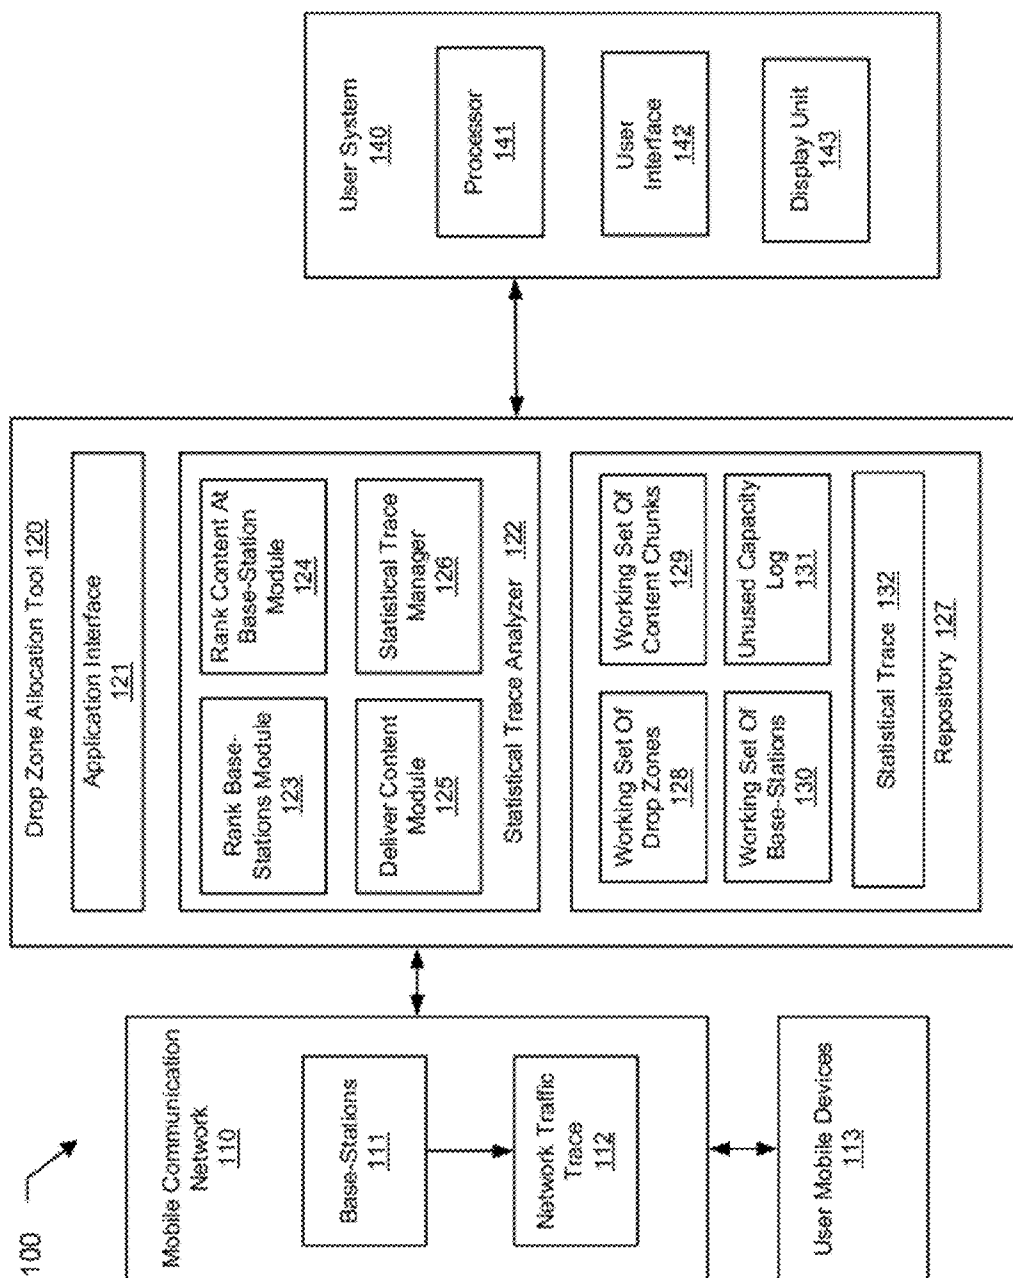 100
Mobile Communication
Network
110
Base-Stations
111
Network Traffic
Trace
112
User Mobile Devices
113
Drop Zone Allocation Tool 120
Application Interface
121
Rank Base-
Stations Module
123
Rank Content At
Base-Station
Module
124
Deliver Content
Module
125
Statistical Trace
Manager
126
Statistical Trace Analyzer 122
Working Set Of
Drop Zones
128
Working Set Of
Content Chunks
129
Working Set Of
Base-Stations
130
Unused Capacity
Log
131
Statistical Trace 132
Repository 127
User System
140
Processor
141
User
Interface
142
Display Unit
143